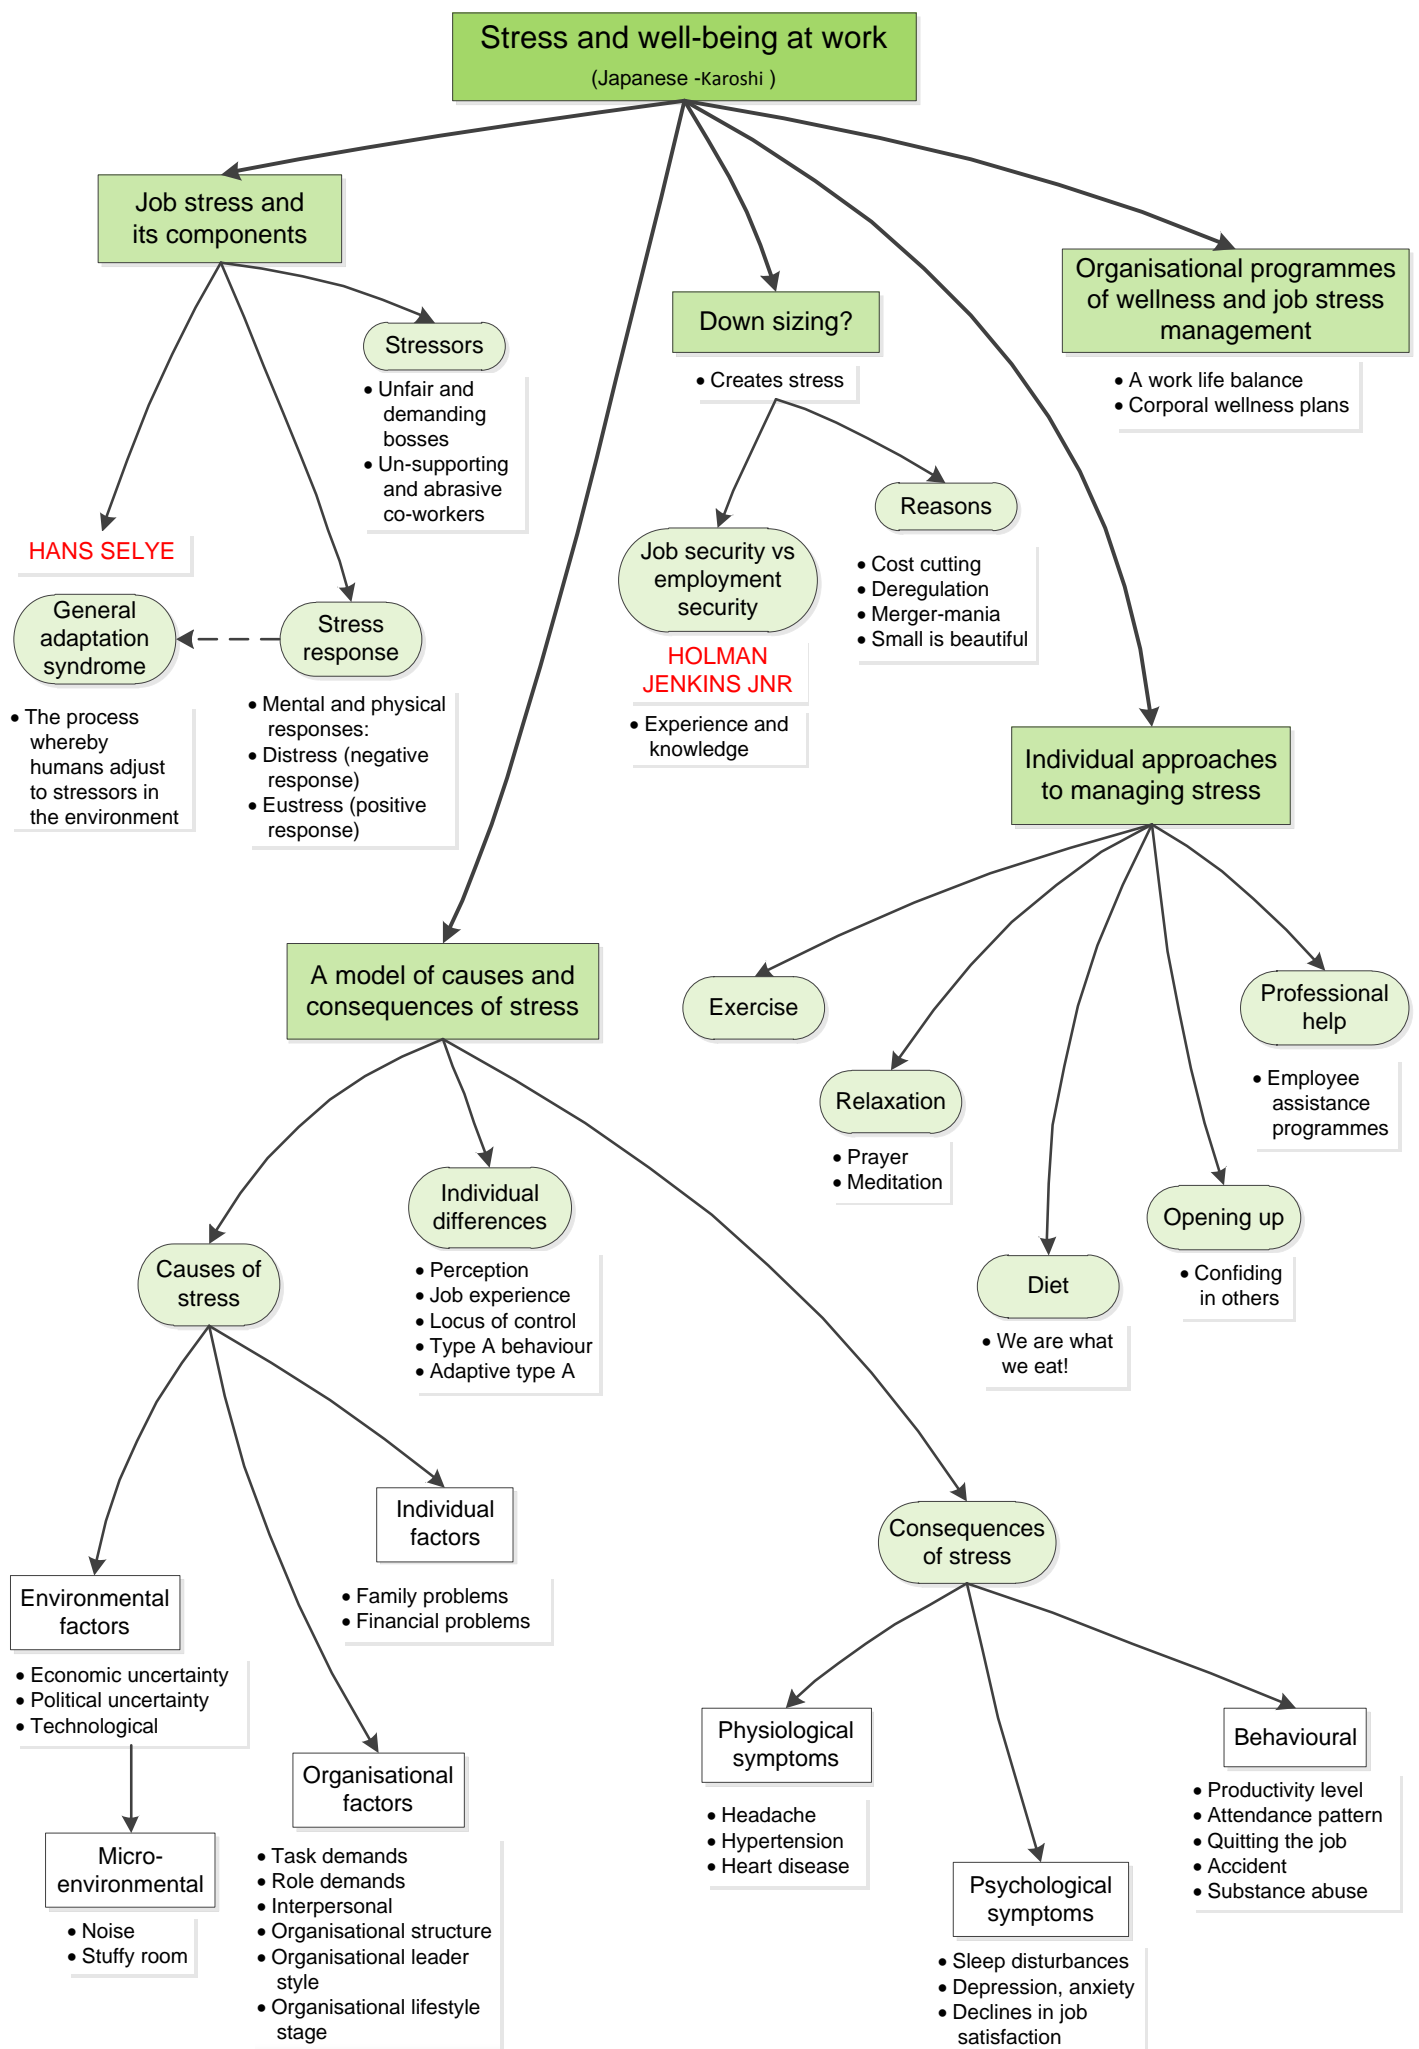 Stress and well-being at work
(Japanese -Karoshi )
Job stress and
its components
Stressors
• Unfair and
demanding
bosses
• Un-supporting
and abrasive
co-workers
HANS SELYE
General
adaptation
syndrome
• The process
whereby
humans adjust
to stressors in
the environment
Stress
response
• Mental and physical
responses:
• Distress (negative
response)
• Eustress (positive
response)
Down sizing?
• Creates stress
Job security vs
employment
security
HOLMAN
JENKINS JNR
• Experience and
knowledge
Reasons
• Cost cutting
• Deregulation
• Merger-mania
• Small is beautiful
Organisational programmes
of wellness and job stress
management
• A work life balance
• Corporal wellness plans
Individual approaches
to managing stress
Exercise
Relaxation
• Prayer
• Meditation
Diet
• We are what
we eat!
Opening up
• Confiding
in others
Professional
help
• Employee
assistance
programmes
A model of causes and
consequences of stress
Causes of
stress
Individual
differences
• Perception
• Job experience
• Locus of control
• Type A behaviour
• Adaptive type A
Environmental
factors
• Economic uncertainty
• Political uncertainty
• Technological
Micro-
environmental
• Noise
• Stuffy room
Organisational
factors
• Task demands
• Role demands
• Interpersonal
• Organisational structure
• Organisational leader
style
• Organisational lifestyle
stage
Individual
factors
• Family problems
• Financial problems
Consequences
of stress
Physiological
symptoms
• Headache
• Hypertension
• Heart disease
Psychological
symptoms
• Sleep disturbances
• Depression, anxiety
• Declines in job
satisfaction
Behavioural
• Productivity level
• Attendance pattern
• Quitting the job
• Accident
• Substance abuse